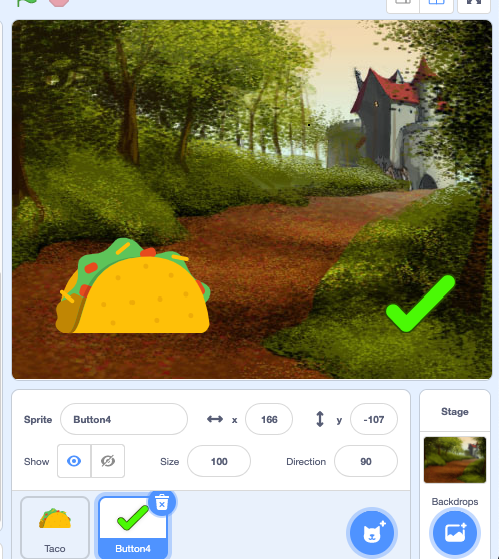 Sprite
Button4
x
166
y
-107
Stage
Show
Size
100
Direction
90
Backdrops
Taco
Button4